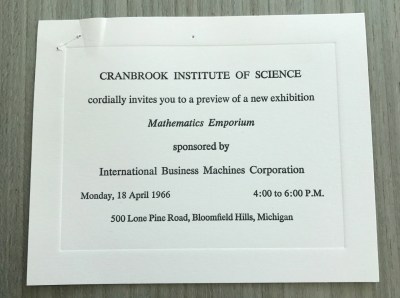 CRANBROOK INSTITUTE OF SCIENCE
cordially invites you to a preview of a new exhibition
Mathematics Emporium
sponsored by
International Business Machines Corporation
Monday, 18 April 1966 4:00 to 6:00 P.M.
500 Lone Pine Road, Bloomfield Hills, Michigan